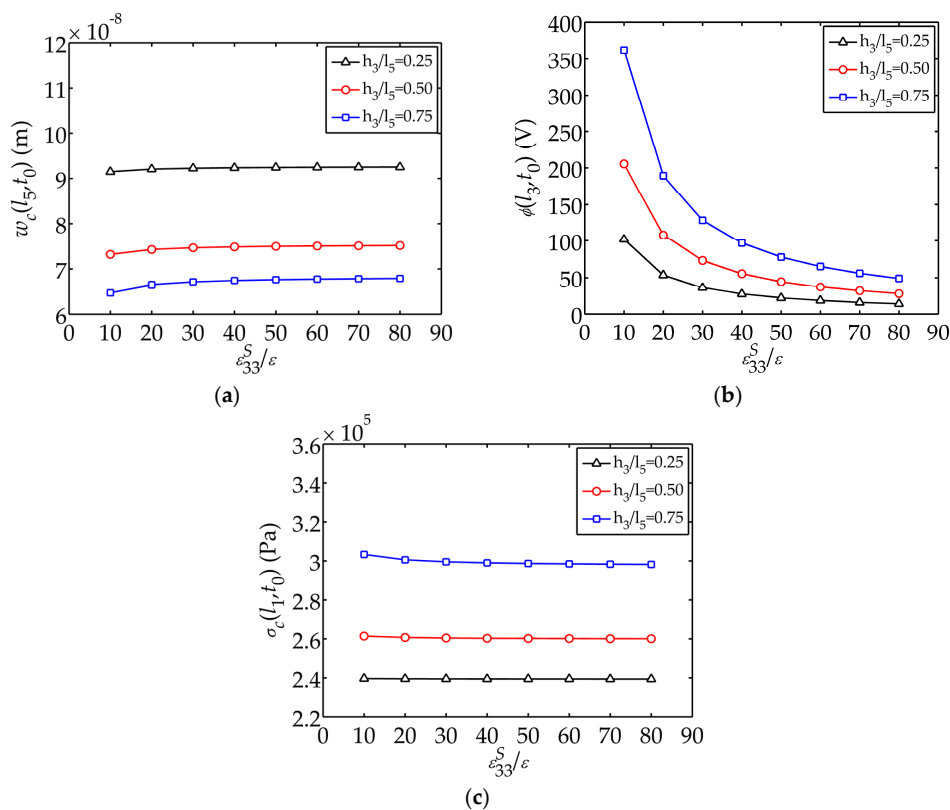 × 10⁻⁸
12
11
10
9
8
7
6
0 10 20 30 40 50 60 70 80 90
w_c(l_5,t_0) (m)
ε^S_33/ε
h_3/l_5=0.25
h_3/l_5=0.50
h_3/l_5=0.75
(a)
400
350
300
250
200
150
100
50
0
0 10 20 30 40 50 60 70 80 90
ϕ(l_3,t_0) (V)
ε^S_33/ε
h_3/l_5=0.25
h_3/l_5=0.50
h_3/l_5=0.75
(b)
× 10⁵
3.6
3.4
3.2
3
2.8
2.6
2.4
2.2
0 10 20 30 40 50 60 70 80 90
σ_c(l_1,t_0) (Pa)
ε^S_33/ε
h_3/l_5=0.25
h_3/l_5=0.50
h_3/l_5=0.75
(c)